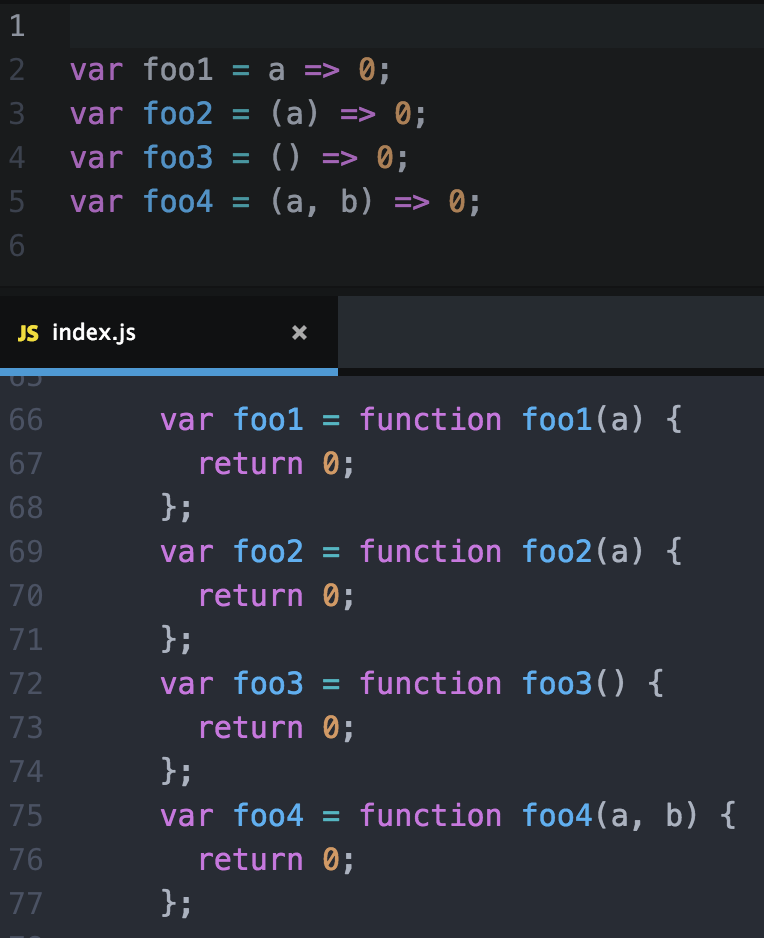 1
2 var foo1 = a => 0;
3 var foo2 = (a) => 0;
4 var foo3 = () => 0;
5 var foo4 = (a, b) => 0;
6
JS index.js ×
65
66 var foo1 = function foo1(a) {
67 return 0;
68 };
69 var foo2 = function foo2(a) {
70 return 0;
71 };
72 var foo3 = function foo3() {
73 return 0;
74 };
75 var foo4 = function foo4(a, b) {
76 return 0;
77 };